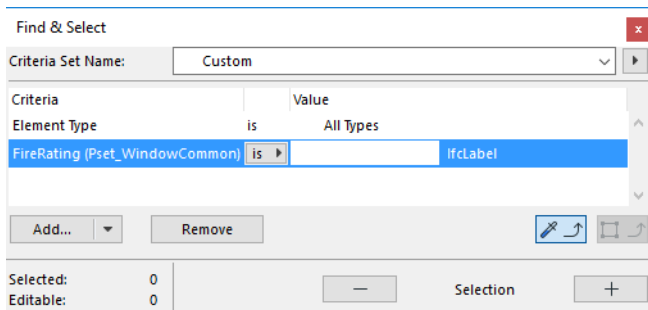 Find & Select
x
Criteria Set Name: Custom
Criteria Value
Element Type is All Types
FireRating (Pset_WindowCommon) is IfcLabel
Add... Remove
Selected: 0
Editable: 0
Selection